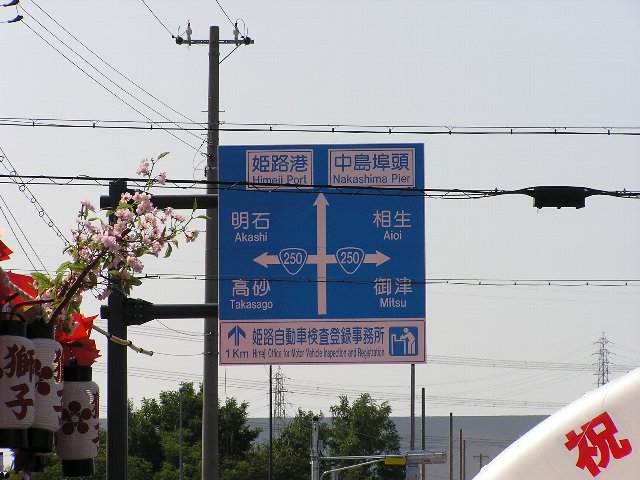 姫路港
Himeji Port
中島埠頭
Nakashima Pier
明石
Akashi
相生
Aioi
250
250
高砂
Takasago
御津
Mitsu
姫路自動車検査登録事務所
1Km Himeji Office for Motor Vehicle Inspection and Registration
獅子
祝